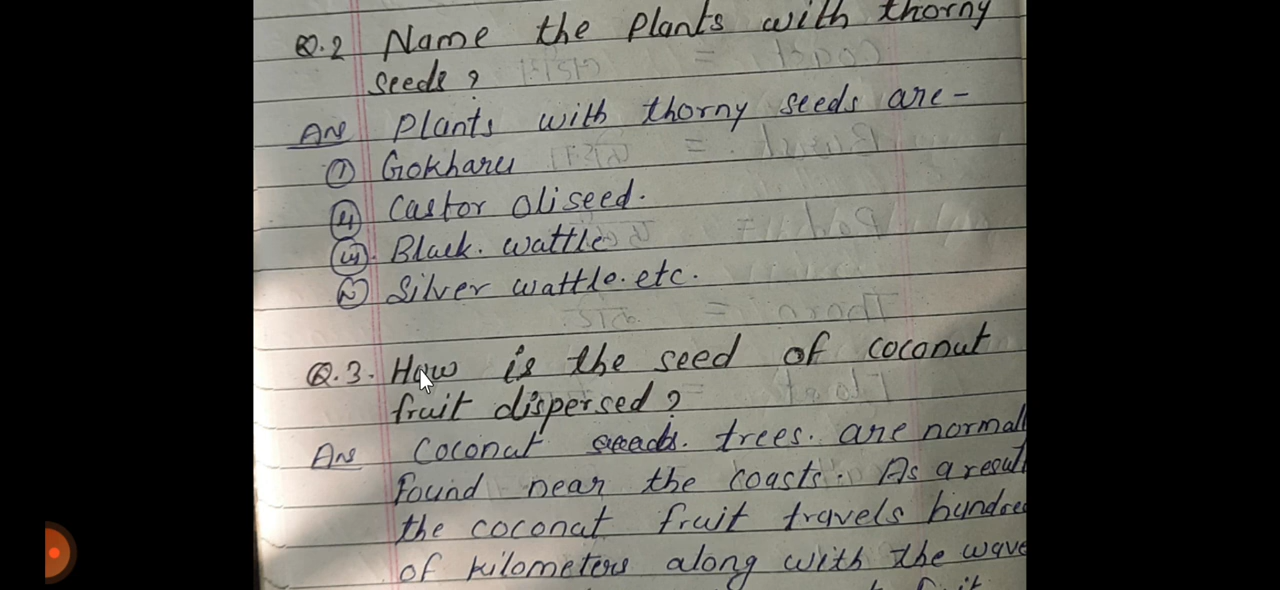 Q.2 Name the Plants with thorny
seeds?
Ans Plants with thorny seeds are-
(i) Gokharu
(ii) Castor oliseed.
(iii). Black. wattle
(iv) Silver wattle. etc.
Q.3. How is the seed of coconut
fruit dispersed?
Ans Coconut trees. are normall
Found near the coasts. As a resul
the coconut fruit travels hundre
of kilometers along with the wave